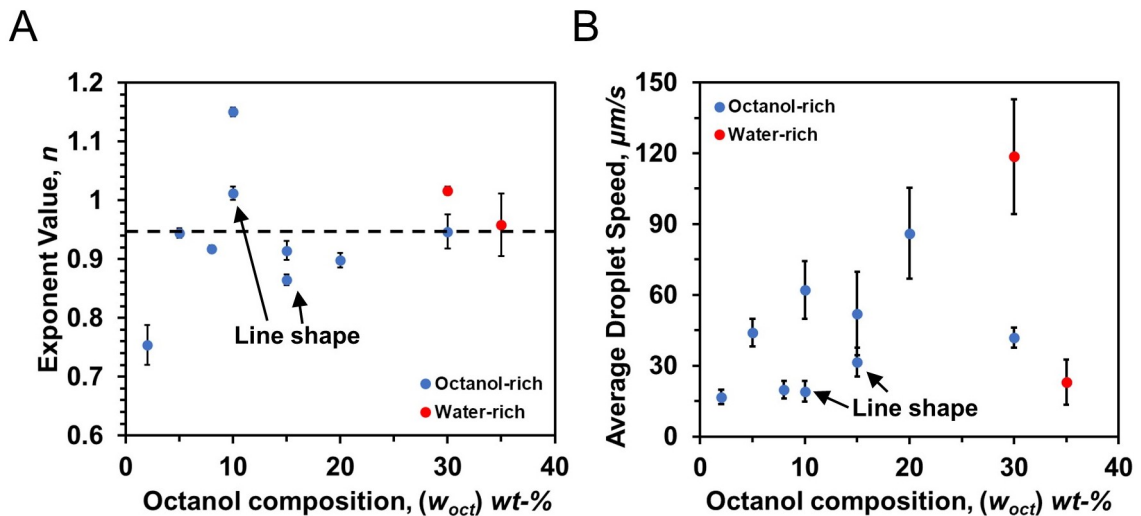 A
Exponent Value, n
1.2
1.1
1
0.9
0.8
0.7
0.6
Line shape
Octanol-rich
Water-rich
0
10
20
30
40
Octanol composition, (woct) wt-%
B
Average Droplet Speed, μm/s
150
120
90
60
30
0
Octanol-rich
Water-rich
Line shape
0
10
20
30
40
Octanol composition, (woct) wt-%